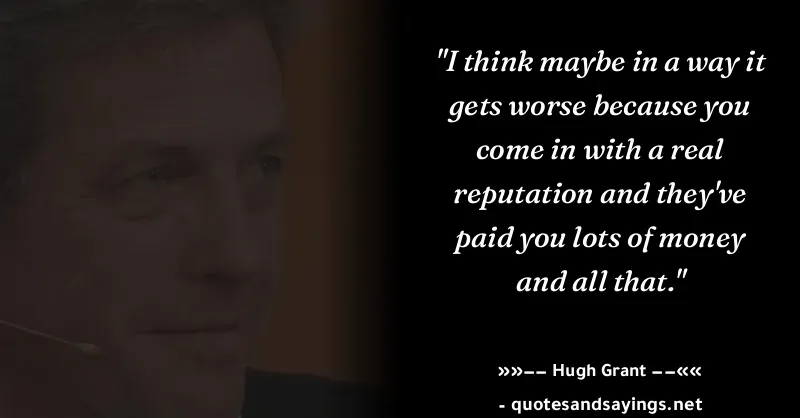 "I think maybe in a way it
gets worse because you
come in with a real
reputation and they've
paid you lots of money
and all that."
»»−− Hugh Grant −−««
- quotesandsayings.net